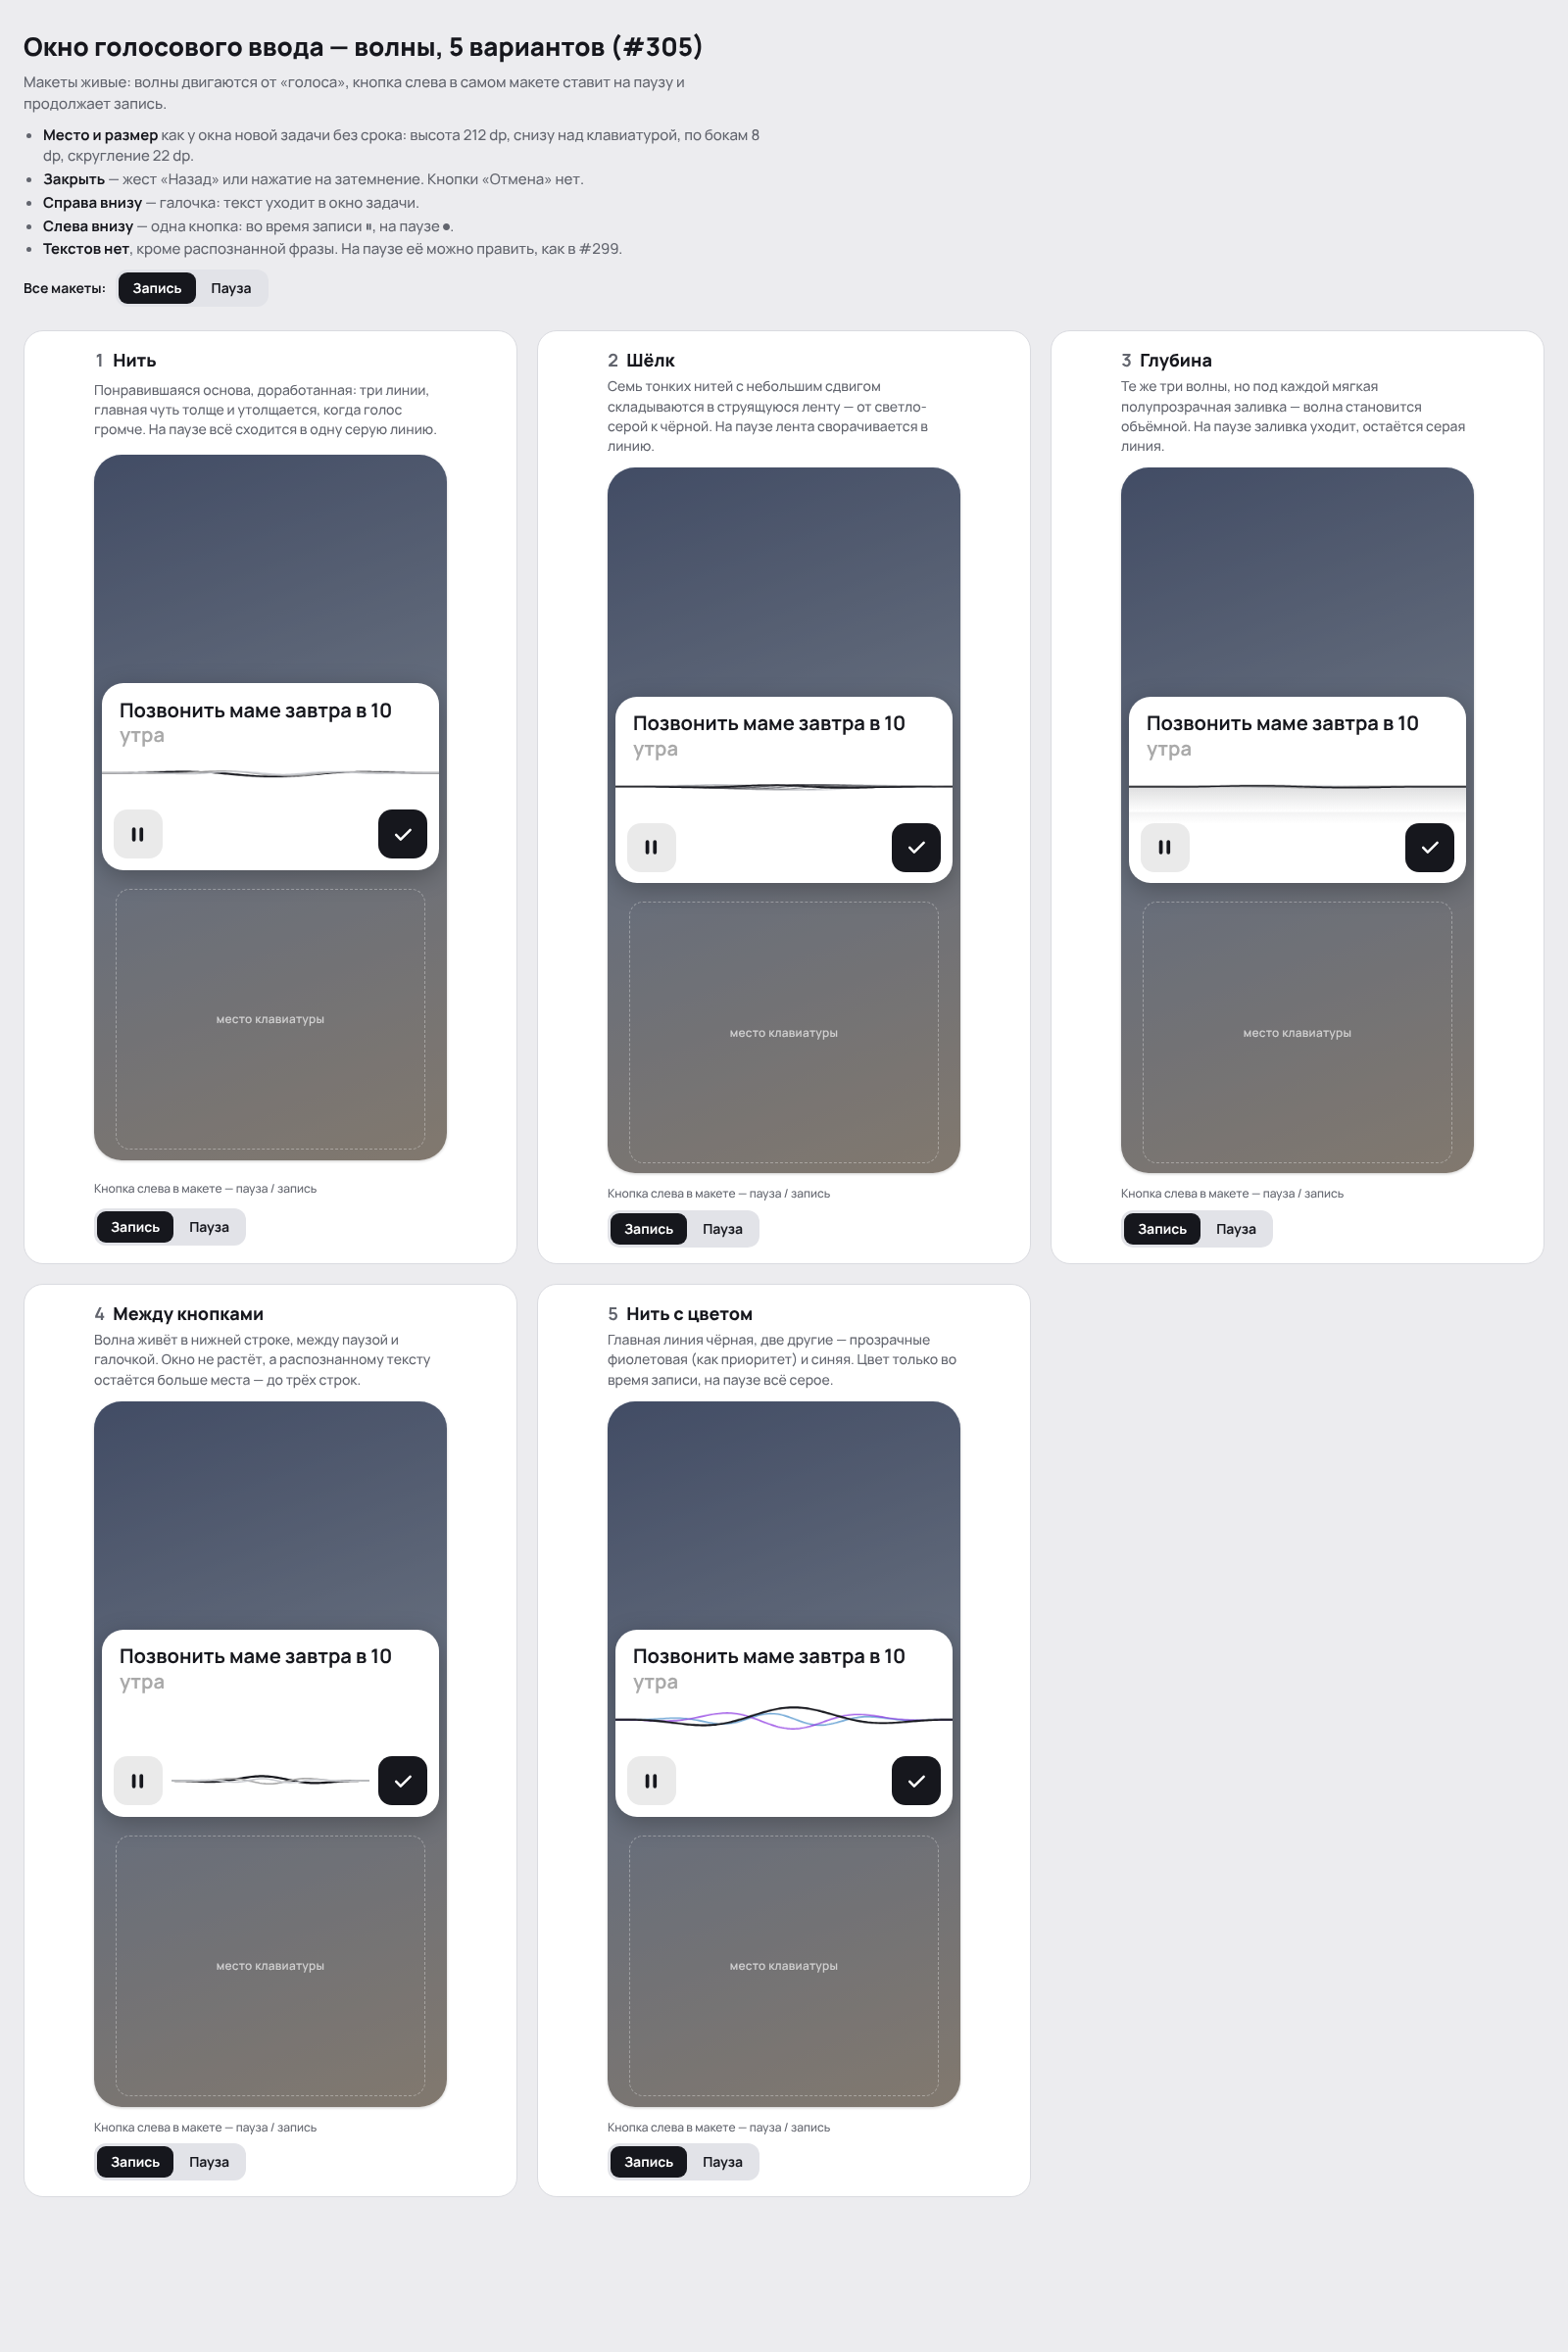 Окно голосового ввода — волны, 5 вариантов (#305)
Макеты живые: волны двигаются от «голоса», кнопка слева в самом макете ставит на паузу и
продолжает запись.
• Место и размер как у окна новой задачи без срока: высота 212 dp, снизу над клавиатурой, по бокам 8
dp, скругление 22 dp.
• Закрыть — жест «Назад» или нажатие на затемнение. Кнопки «Отмена» нет.
• Справа внизу — галочка: текст уходит в окно задачи.
• Слева внизу — одна кнопка: во время записи ⏸, на паузе ●.
• Текстов нет, кроме распознанной фразы. На паузе её можно править, как в #299.
Все макеты: Запись Пауза
1 Нить
Понравившаяся основа, доработанная: три линии,
главная чуть толще и утолщается, когда голос
громче. На паузе всё сходится в одну серую линию.
Позвонить маме завтра в 10
утра
место клавиатуры
Кнопка слева в макете — пауза / запись
Запись Пауза
2 Шёлк
Семь тонких нитей с небольшим сдвигом
складываются в струящуюся ленту — от светло-
серой к чёрной. На паузе лента сворачивается в
линию.
Позвонить маме завтра в 10
утра
место клавиатуры
Кнопка слева в макете — пауза / запись
Запись Пауза
3 Глубина
Те же три волны, но под каждой мягкая
полупрозрачная заливка — волна становится
объёмной. На паузе заливка уходит, остаётся серая
линия.
Позвонить маме завтра в 10
утра
место клавиатуры
Кнопка слева в макете — пауза / запись
Запись Пауза
4 Между кнопками
Волна живёт в нижней строке, между паузой и
галочкой. Окно не растёт, а распознанному тексту
остаётся больше места — до трёх строк.
Позвонить маме завтра в 10
утра
место клавиатуры
Кнопка слева в макете — пауза / запись
Запись Пауза
5 Нить с цветом
Главная линия чёрная, две другие — прозрачные
фиолетовая (как приоритет) и синяя. Цвет только во
время записи, на паузе всё серое.
Позвонить маме завтра в 10
утра
место клавиатуры
Кнопка слева в макете — пауза / запись
Запись Пауза